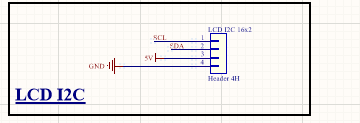 LCD I2C 16x2
SCL 1
SDA 2
5V 3
GND 4
Header 4H
LCD I2C